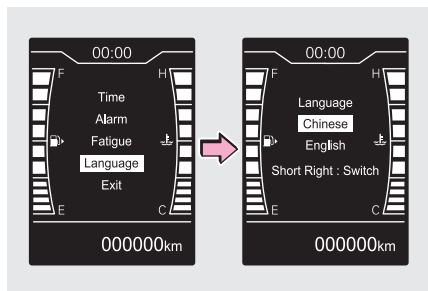 00:00
F H
Time
Alarm
Fatigue
Language
Exit
E C
000000km
00:00
F H
Language
Chinese
English
Short Right : Switch
E C
000000km